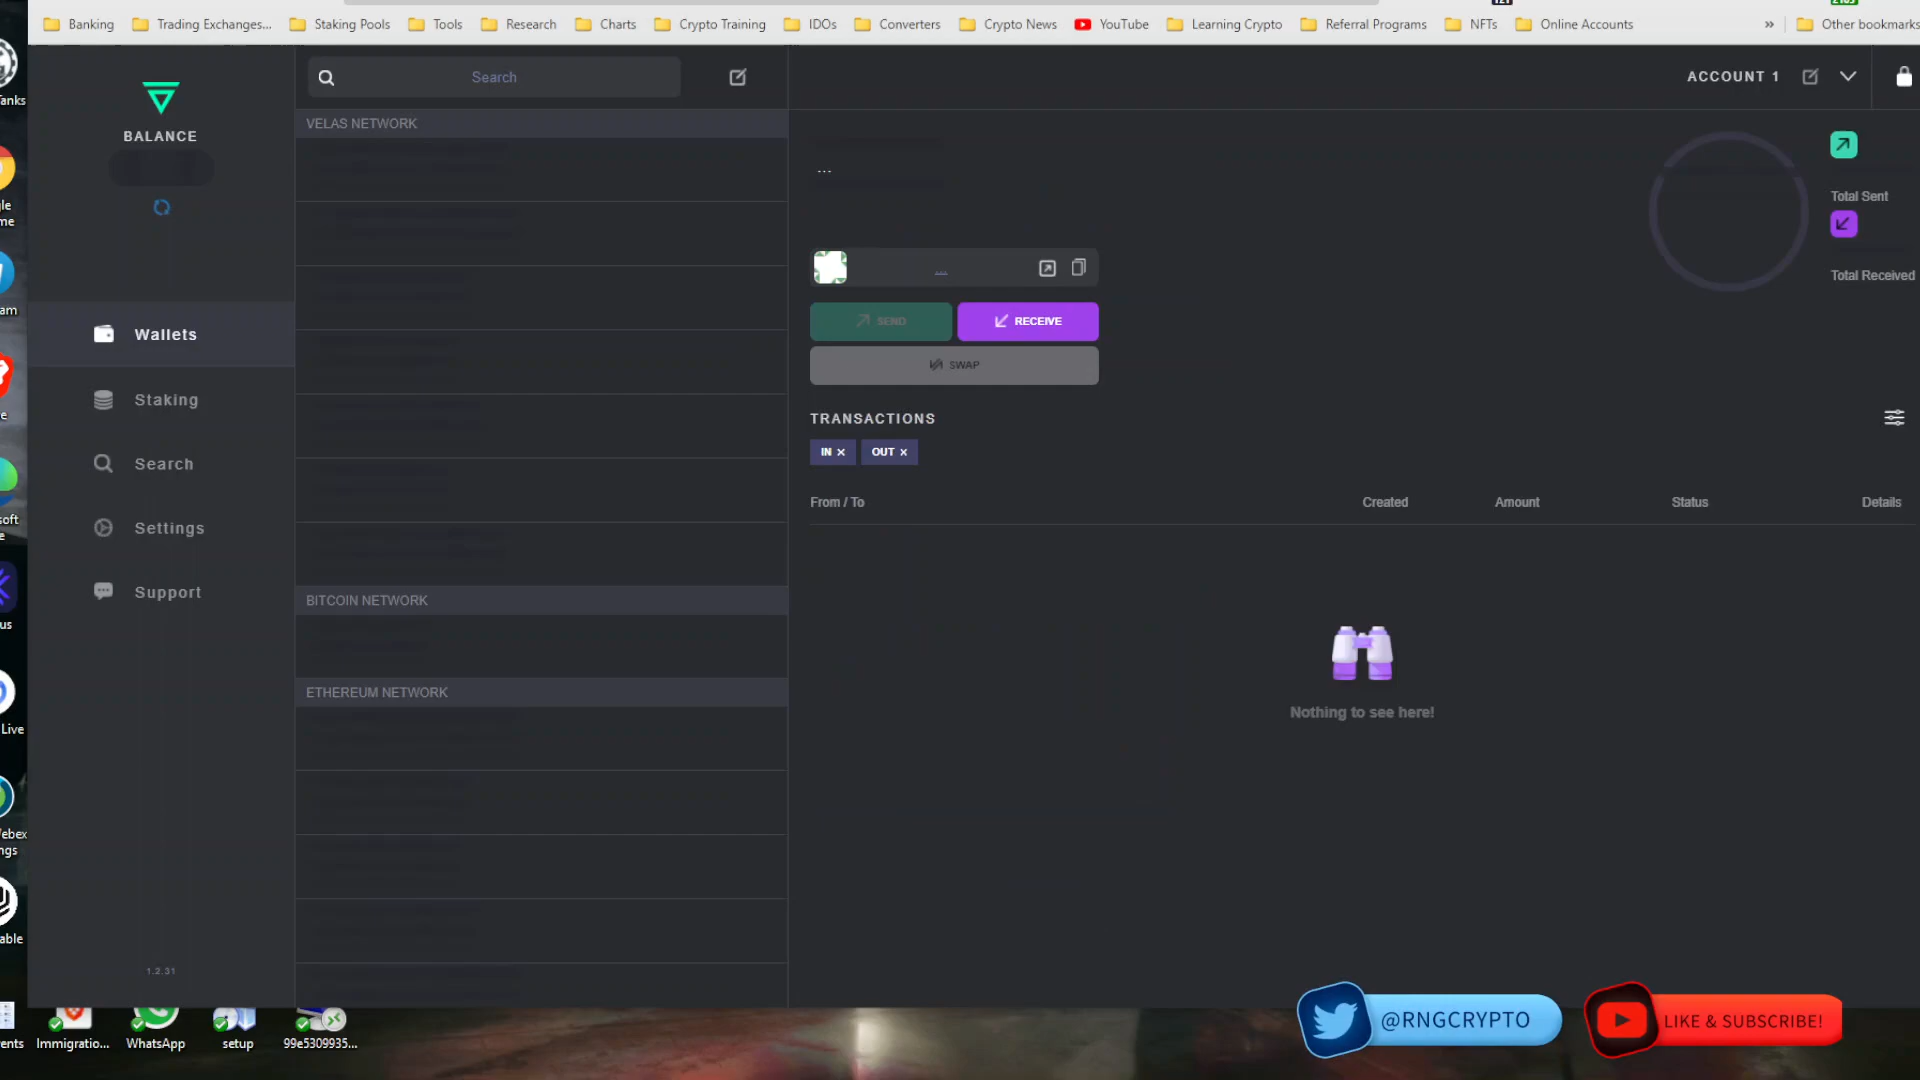 Banking Trading Exchanges... Staking Pools Tools Research Charts Crypto Training IDOs Converters Crypto News YouTube Learning Crypto Referral Programs NFTs Online Accounts » Other bookmarks
Search
ACCOUNT 1
BALANCE
VELAS NETWORK
...
Total Sent
...
Total Received
SEND
RECEIVE
SWAP
Wallets
Staking
Search
Settings
Support
TRANSACTIONS
IN × OUT ×
From / To Created Amount Status Details
BITCOIN NETWORK
ETHEREUM NETWORK
Nothing to see here!
1.2.31
Immigratio... WhatsApp setup 99e5309935...
@RNGCRYPTO
LIKE & SUBSCRIBE!
Live